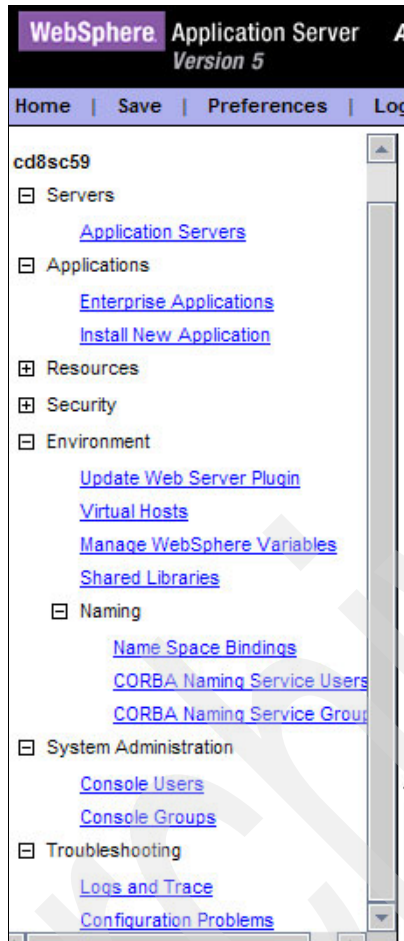 WebSphere Application Server
Version 5
Home | Save | Preferences |
cd8sc59
Servers
Application Servers
Applications
Enterprise Applications
Install New Application
Resources
Security
Environment
Update Web Server Plugin
Virtual Hosts
Manage WebSphere Variables
Shared Libraries
Naming
Name Space Bindings
CORBA Naming Service Users
CORBA Naming Service
System Administration
Console Users
Console Groups
Troubleshooting
Logs and Trace
Configuration Problems